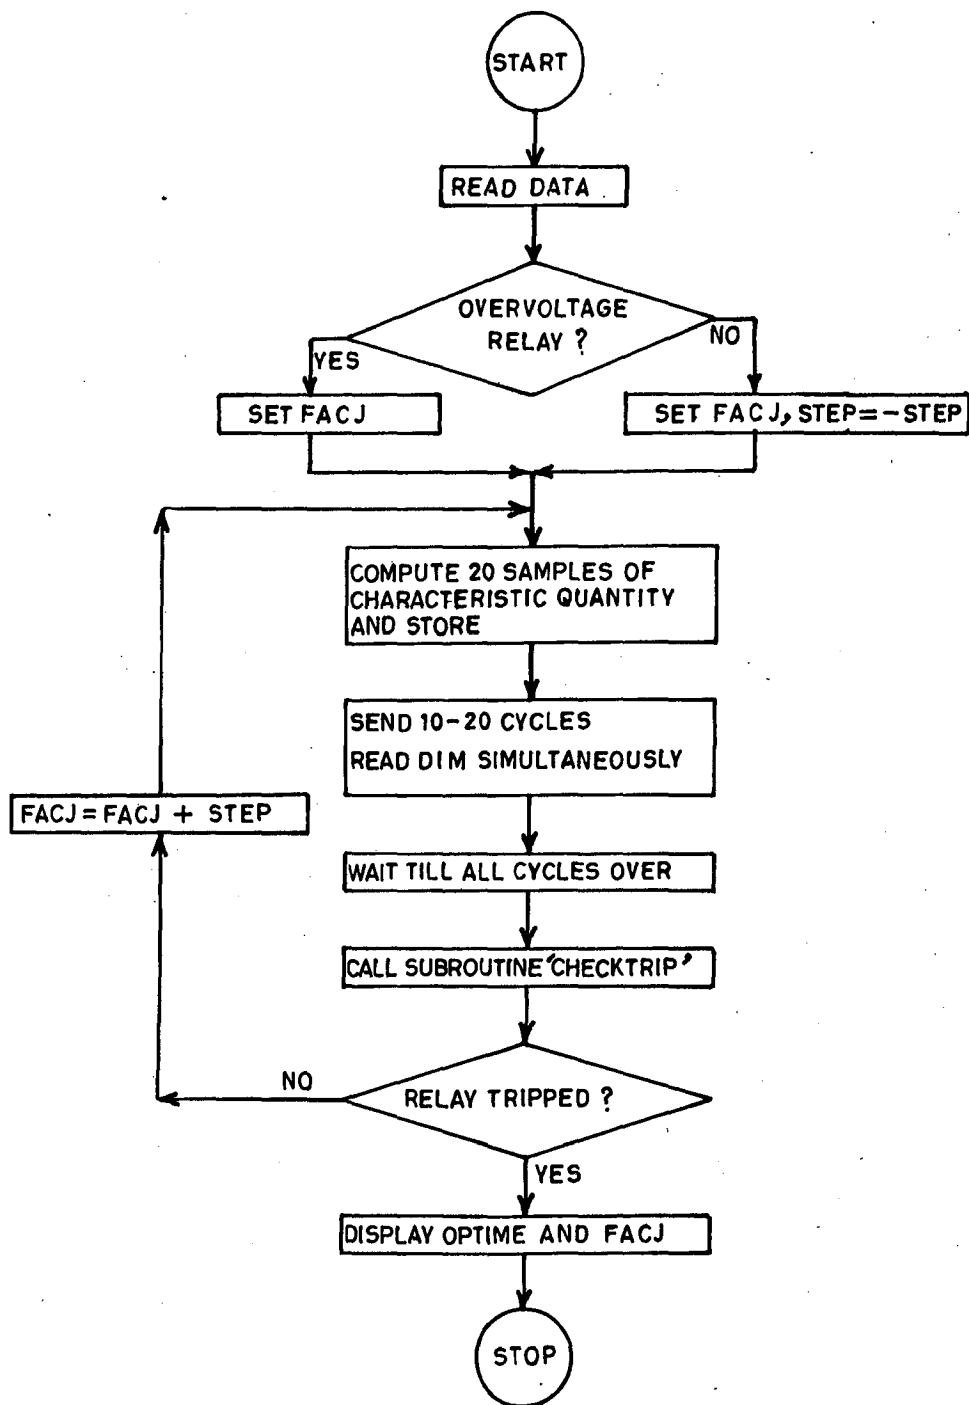 START
READ DATA
OVERVOLTAGE
RELAY ?
YES
NO
SET FACJ
SET FACJ, STEP=-STEP
COMPUTE 20 SAMPLES OF
CHARACTERISTIC QUANTITY
AND STORE
SEND 10-20 CYCLES
READ DIM SIMULTANEOUSLY
FACJ=FACJ + STEP
WAIT TILL ALL CYCLES OVER
CALL SUBROUTINE 'CHECKTRIP'
NO
RELAY TRIPPED ?
YES
DISPLAY OPTIME AND FACJ
STOP